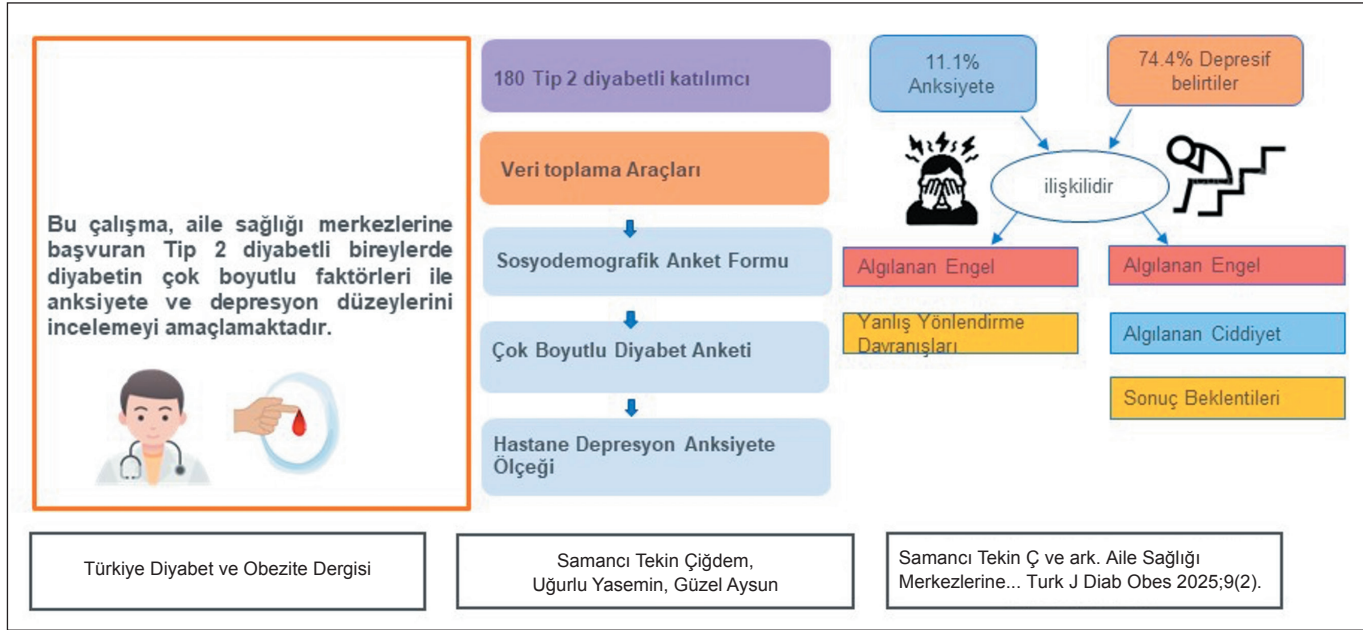 Bu çalışma, aile sağlığı merkezlerine
başvuran Tip 2 diyabetli bireylerde
diyabetin çok boyutlu faktörleri ile
anksiyete ve depresyon düzeylerini
incelemeyi amaçlamaktadır.
180 Tip 2 diyabetli katılımcı
Veri toplama Araçları
Sosyodemografik Anket Formu
Çok Boyutlu Diyabet Anketi
Hastane Depresyon Anksiyete
Ölçeği
11.1%
Anksiyete
74.4% Depresif
belirtiler
ilişkilidir
Algılanan Engel
Yanlış Yönlendirme
Davranışları
Algılanan Engel
Algılanan Ciddiyet
Sonuç Beklentileri
Türkiye Diyabet ve Obezite Dergisi
Samancı Tekin Çiğdem,
Uğurlu Yasemin, Güzel Aysun
Samancı Tekin Ç ve ark. Aile Sağlığı
Merkezlerine... Turk J Diab Obes 2025;9(2).